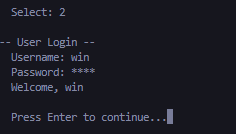 Select: 2
-- User Login --
Username: win
Password: ****
Welcome, win
Press Enter to continue...